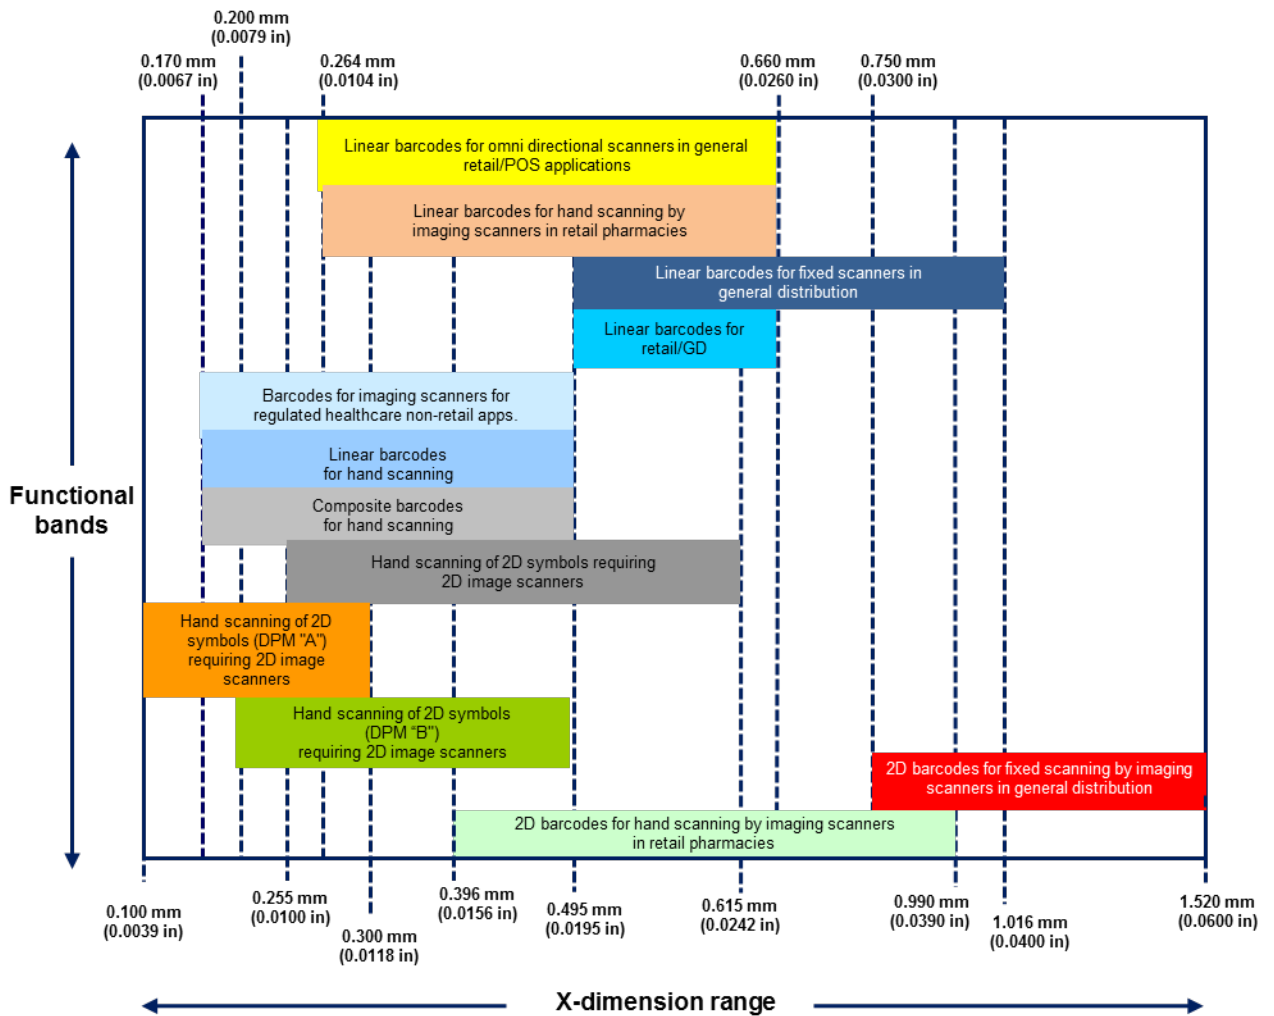 0.200 mm
(0.0079 in)
0.170 mm
(0.0067 in)
0.264 mm
(0.0104 in)
0.660 mm
(0.0260 in)
0.750 mm
(0.0300 in)
Linear barcodes for omni directional scanners in general
retail/POS applications
Linear barcodes for hand scanning by
imaging scanners in retail pharmacies
Linear barcodes for fixed scanners in
general distribution
Linear barcodes for
retail/GD
Barcodes for imaging scanners for
regulated healthcare non-retail apps.
Linear barcodes
for hand scanning
Functional
bands
Composite barcodes
for hand scanning
Hand scanning of 2D symbols requiring
2D image scanners
Hand scanning of 2D
symbols (DPM "A")
requiring 2D image
scanners
Hand scanning of 2D symbols
(DPM “B”)
requiring 2D image scanners
2D barcodes for fixed scanning by imaging
scanners in general distribution
2D barcodes for hand scanning by imaging scanners
in retail pharmacies
0.100 mm
(0.0039 in)
0.255 mm
(0.0100 in)
0.300 mm
(0.0118 in)
0.396 mm
(0.0156 in)
0.495 mm
(0.0195 in)
0.615 mm
(0.0242 in)
0.990 mm
(0.0390 in)
1.016 mm
(0.0400 in)
1.520 mm
(0.0600 in)
X-dimension range